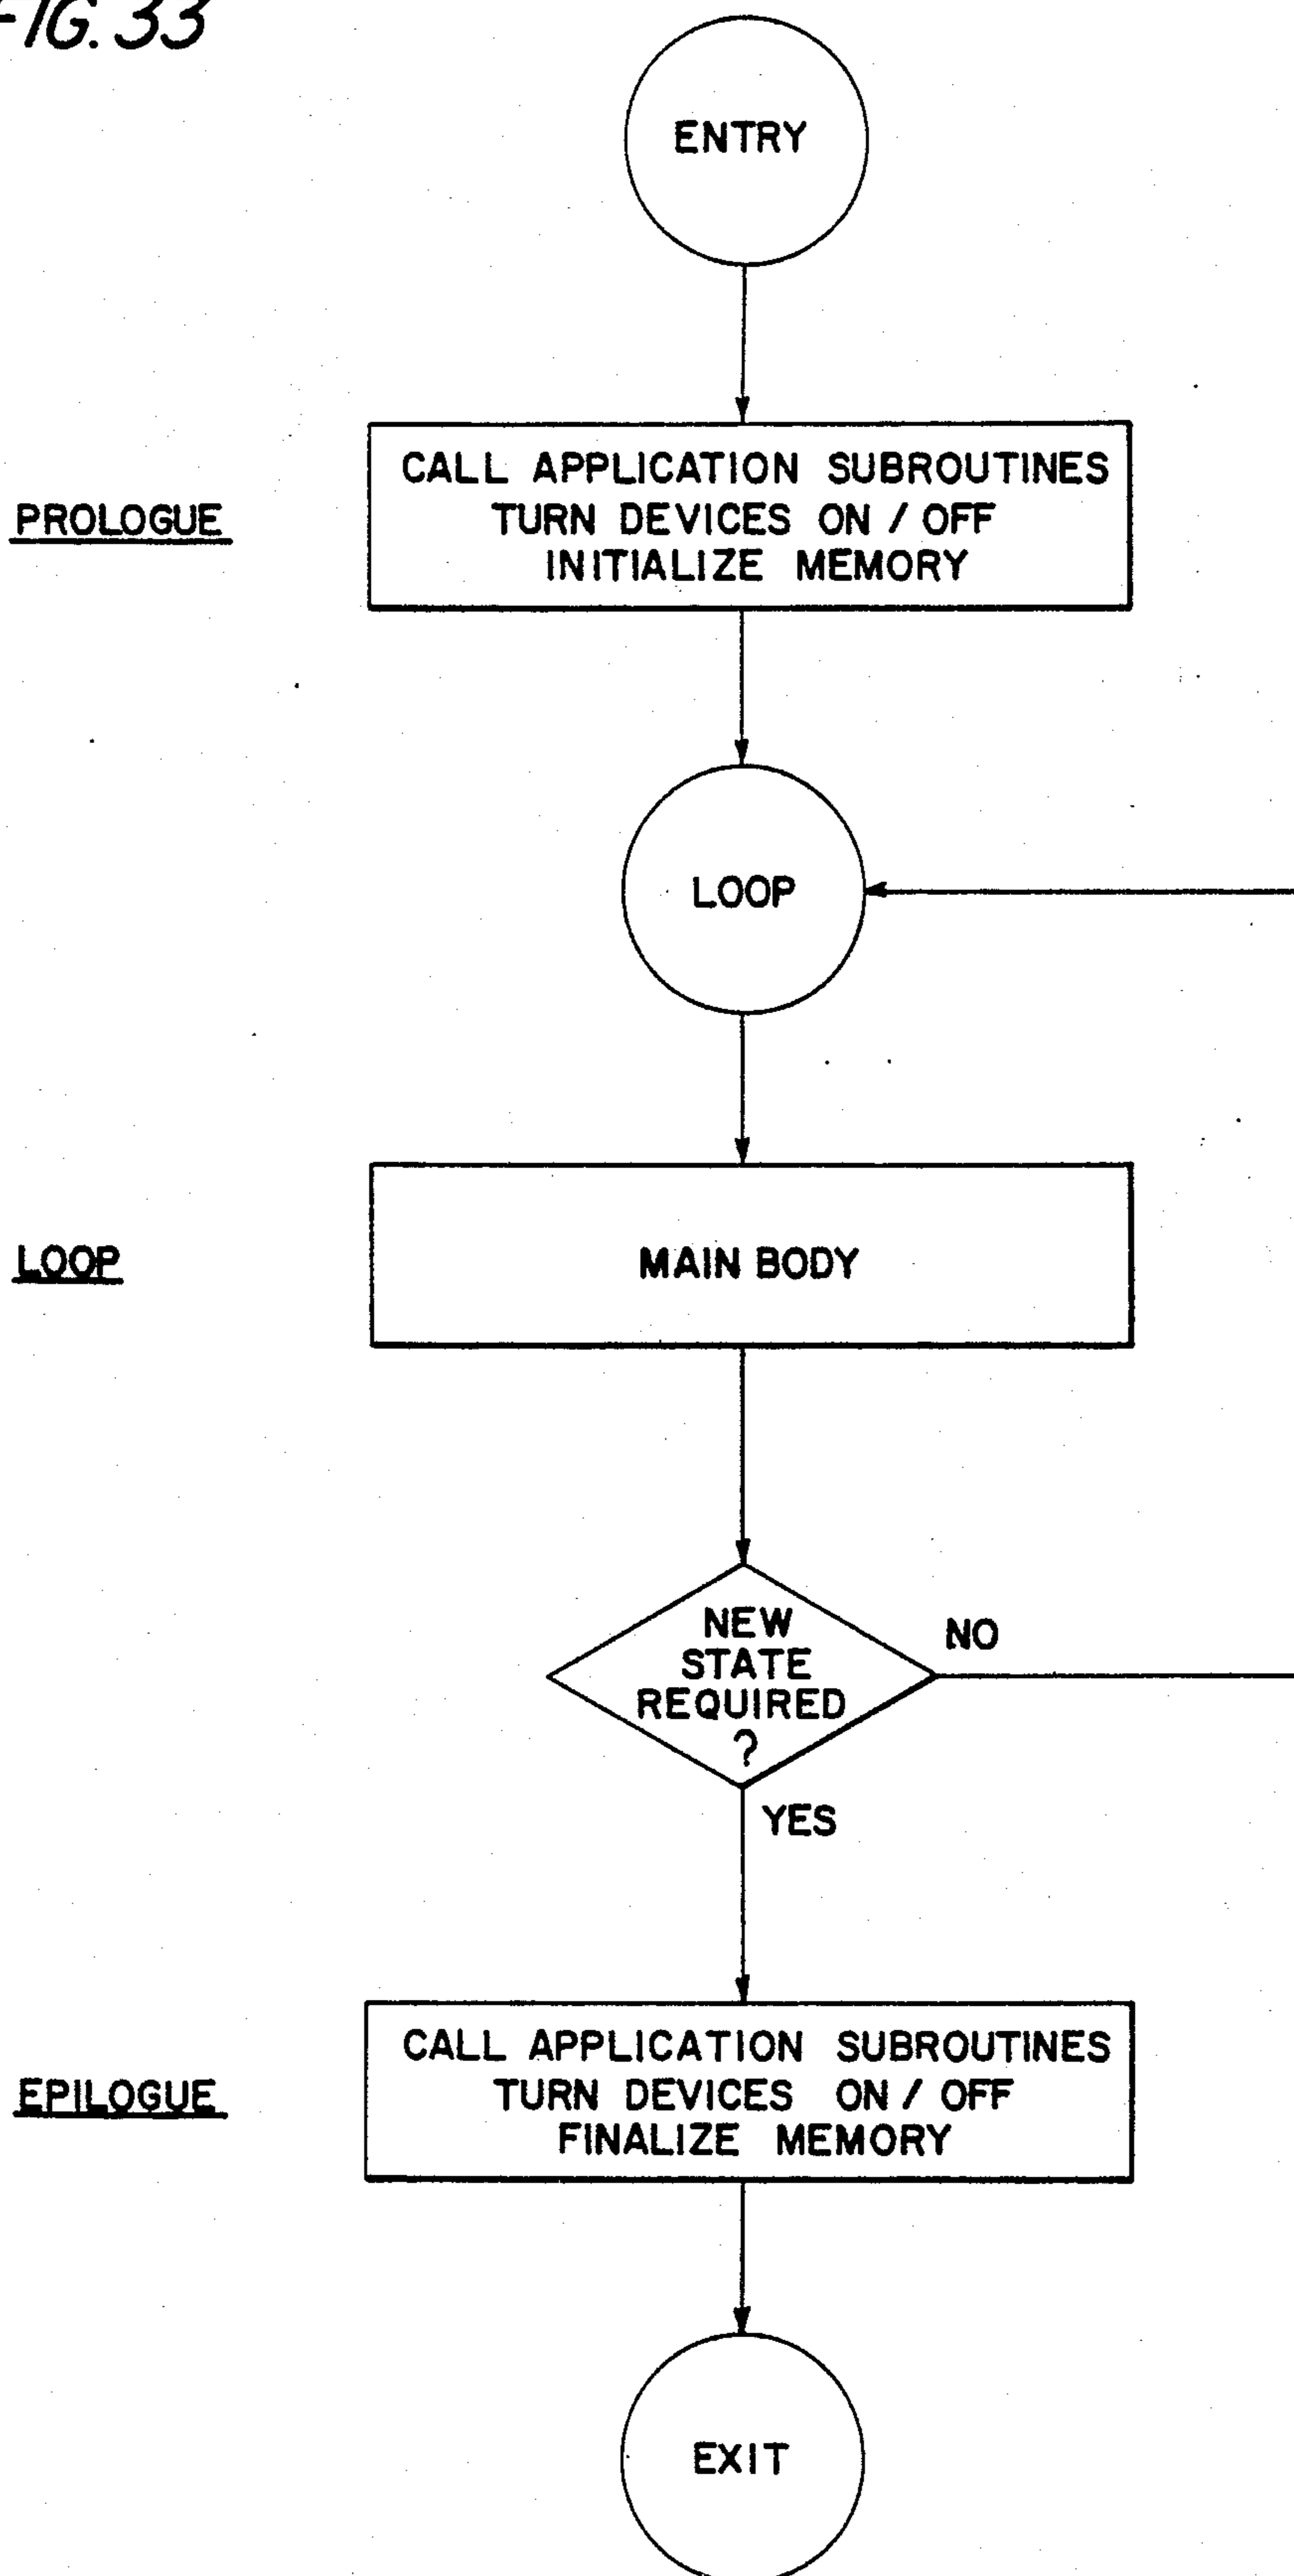 FIG. 33
ENTRY
PROLOGUE
CALL APPLICATION SUBROUTINES
TURN DEVICES ON / OFF
INITIALIZE MEMORY
LOOP
LOOP
MAIN BODY
NEW
STATE
REQUIRED
?
NO
YES
EPILOGUE
CALL APPLICATION SUBROUTINES
TURN DEVICES ON / OFF
FINALIZE MEMORY
EXIT